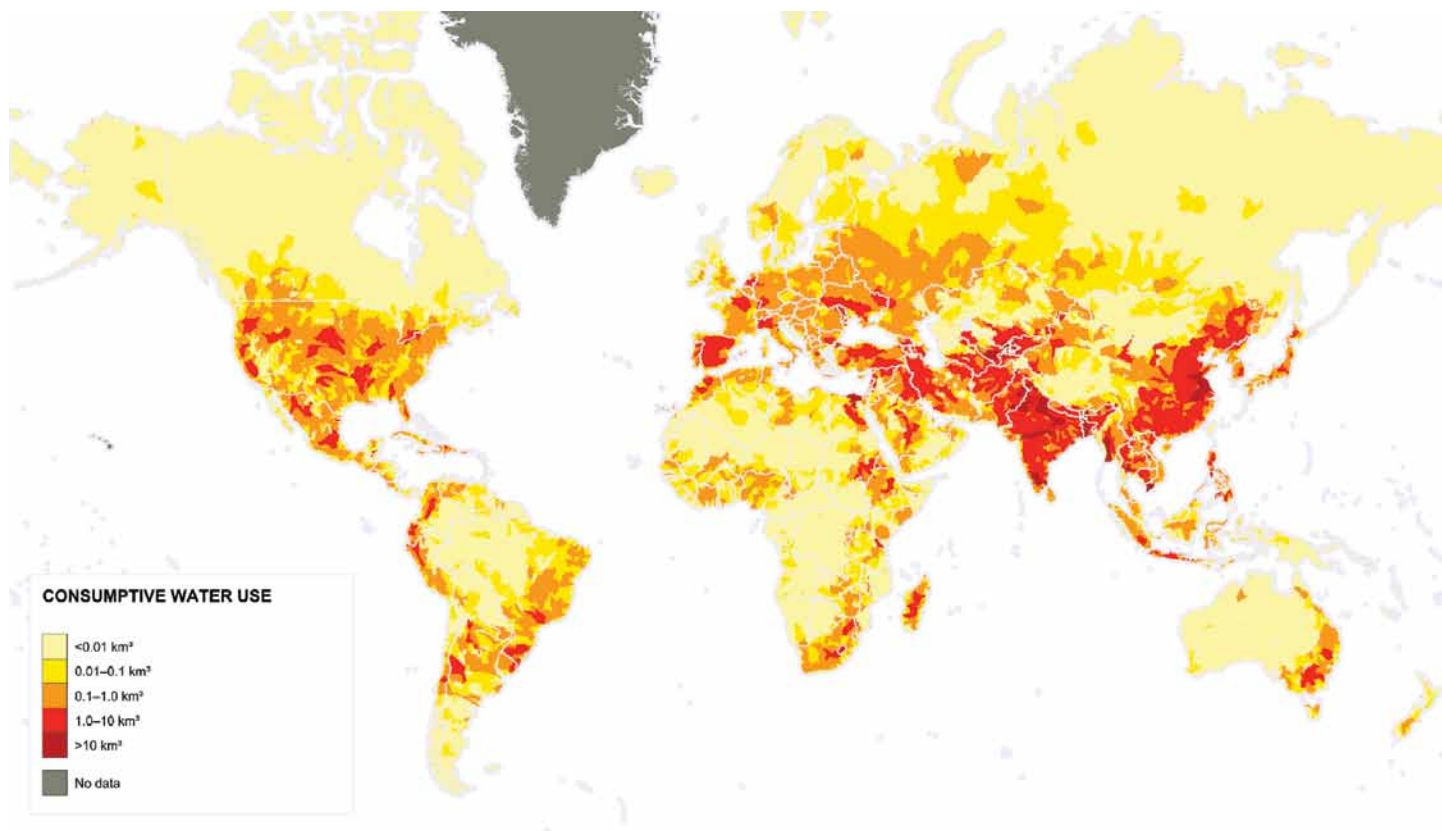 CONSUMPTIVE WATER USE
<0.01 km³
0.01–0.1 km³
0.1–1.0 km³
1.0–10 km³
>10 km³
No data